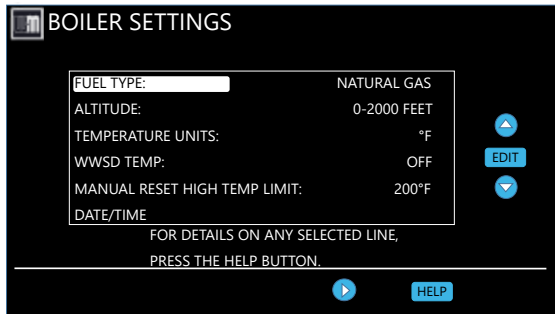 BOILER SETTINGS
FUEL TYPE: NATURAL GAS
ALTITUDE: 0-2000 FEET
TEMPERATURE UNITS: °F
WWSD TEMP: OFF
EDIT
MANUAL RESET HIGH TEMP LIMIT: 200°F
DATE/TIME
FOR DETAILS ON ANY SELECTED LINE,
PRESS THE HELP BUTTON.
HELP